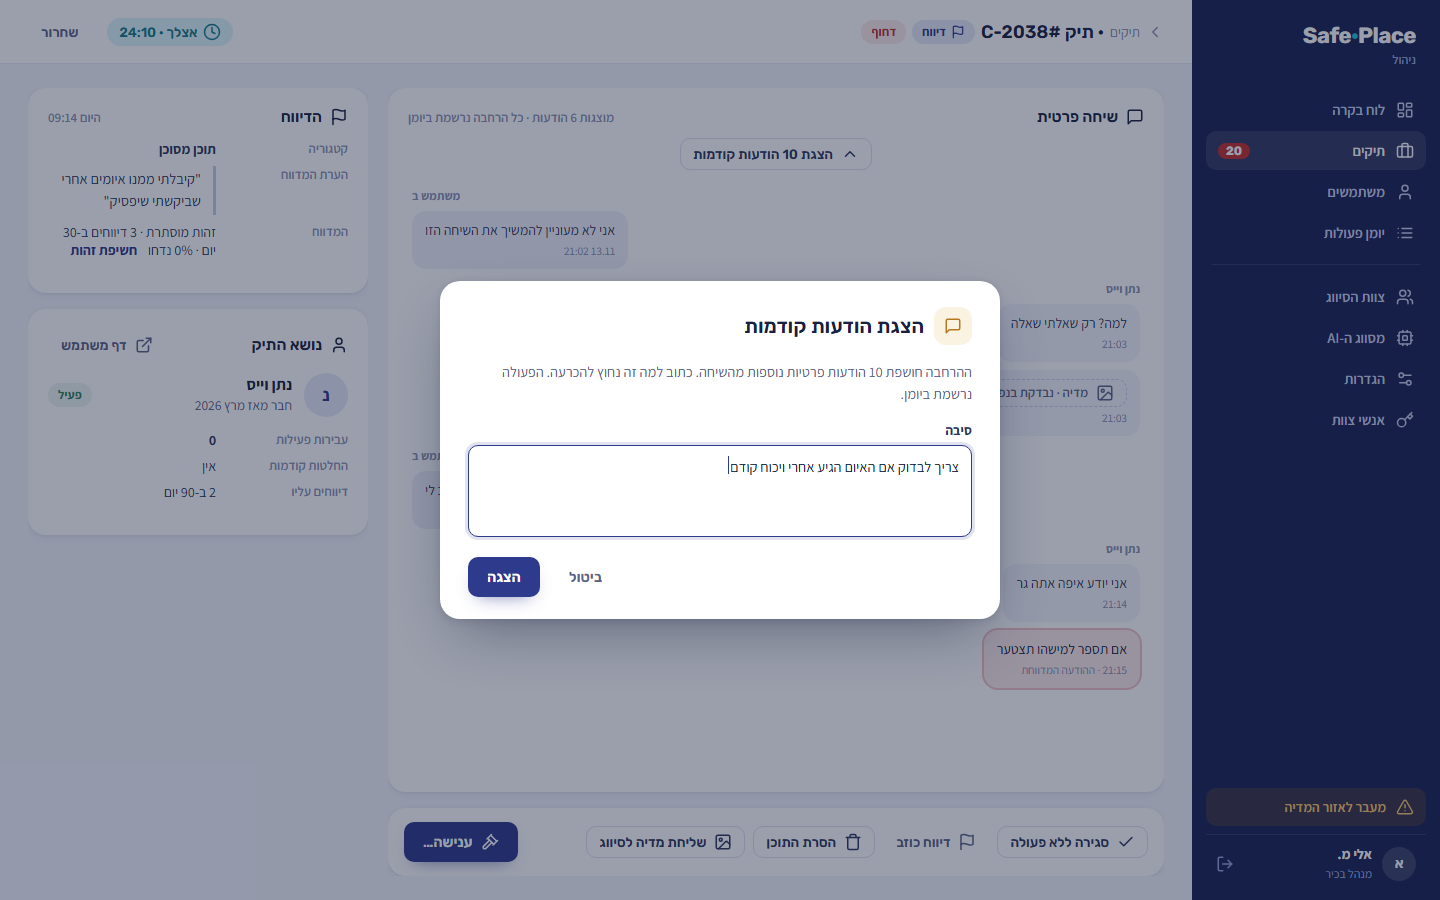 Safe•Place
ניהול
לוח בקרה
תיקים
20
משתמשים
יומן פעולות
צוות הסיווג
מסווג ה-AI
הגדרות
אנשי צוות
מעבר לאזור המדיה
א
אלי מ.
מנהל בכיר
תיקים • תיק #C-2038
דיווח
דחוף
אצלך • 24:10
שחרור
שיחה פרטית
מוצגות 6 הודעות · כל הרחבה נרשמת ביומן
הצגת 10 הודעות קודמות
משתמש ב
אני לא מעוניין להמשיך את השיחה הזו
13.11 21:02
נתן וייס
למה? רק שאלתי שאלה
21:03
מדיה · נבדקת
21:03
לי
נתן וייס
אני יודע איפה אתה גר
21:14
אם תספר למישהו תצטער
21:15 · ההודעה המדווחת
הצגת הודעות קודמות
ההרחבה חושפת 10 הודעות פרטיות נוספות מהשיחה. כתוב למה זה נחוץ להכרעה. הפעולה
נרשמת ביומן.
סיבה
צריך לבדוק אם האיום הגיע אחרי ויכוח קודם
ביטול
הצגה
סגירה ללא פעולה
דיווח כוזב
הסרת התוכן
שליחת מדיה לסיווג
ענישה...
הדיווח
היום 09:14
קטגוריה
תוכן מסוכן
הערת המדווח
"קיבלתי ממנו איומים אחרי
שביקשתי שיפסיק"
המדווח
זהות מוסתרת · 3 דיווחים ב-30
יום · 0% נדחו
חשיפת זהות
נושא התיק
דף משתמש
נ
נתן וייס
חבר מאז מרץ 2026
פעיל
עבירות פעילות
0
החלטות קודמות
אין
דיווחים עליו
2 ב-90 יום